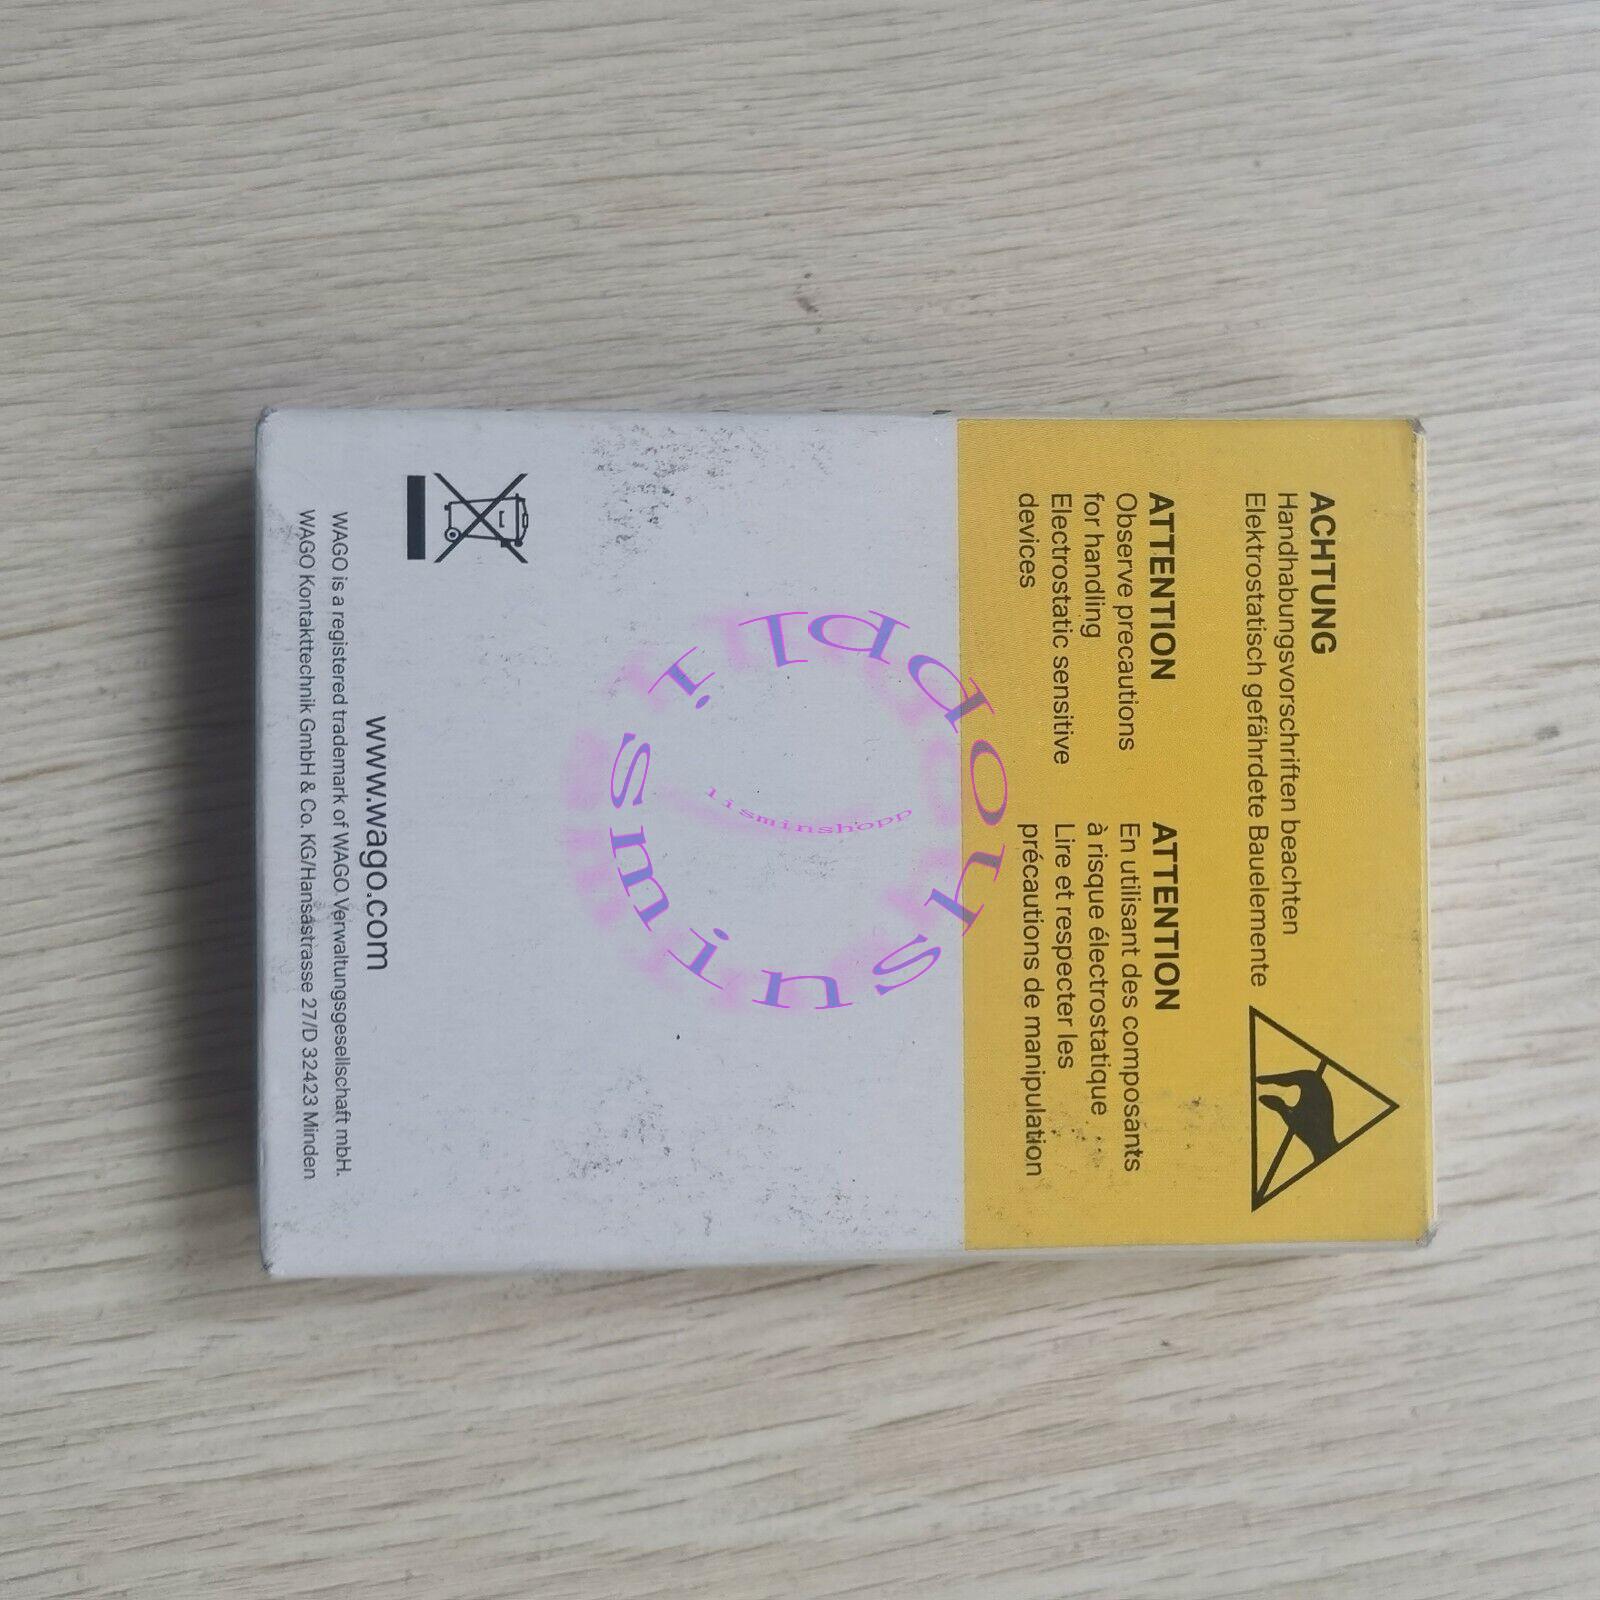 ACHTUNG
Handhabungsvorschriften beachten
Elektrostatisch gefährdete Bauelemente
ATTENTION
Observe precautions
for handling
Electrostatic sensitive
devices
ATTENTION
En utilisant des composants
à risque électrostatique
Lire et respecter les
précautions de manipulation
www.wago.com
WAGO is a registered trademark of WAGO Verwaltungsgesellschaft mbH.
WAGO Kontakttechnik GmbH & Co. KG/Hansastrasse 27/D 32423 Minden
lisminshopp